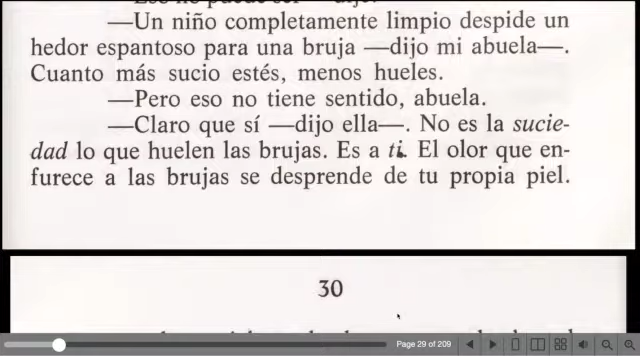 —Un niño completamente limpio despide un
hedor espantoso para una bruja —dijo mi abuela—.
Cuanto más sucio estés, menos hueles.
—Pero eso no tiene sentido, abuela.
—Claro que sí —dijo ella—. No es la sucie-
dad lo que huelen las brujas. Es a ti. El olor que en-
furece a las brujas se desprende de tu propia piel.
30
Page 29 of 209